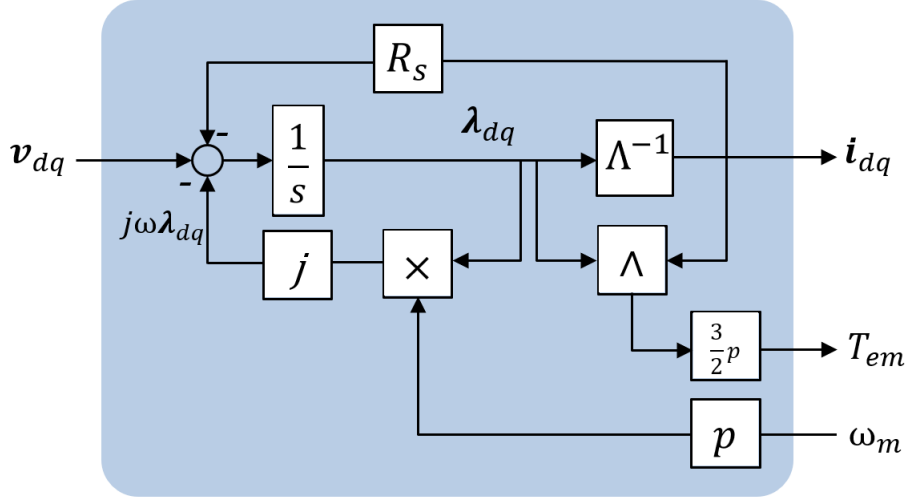 R_s
-
λ_dq
v_dq
1/s
Λ⁻¹
i_dq
-
jωλ_dq
j
×
∧
3/2 p
T_em
p
ω_m